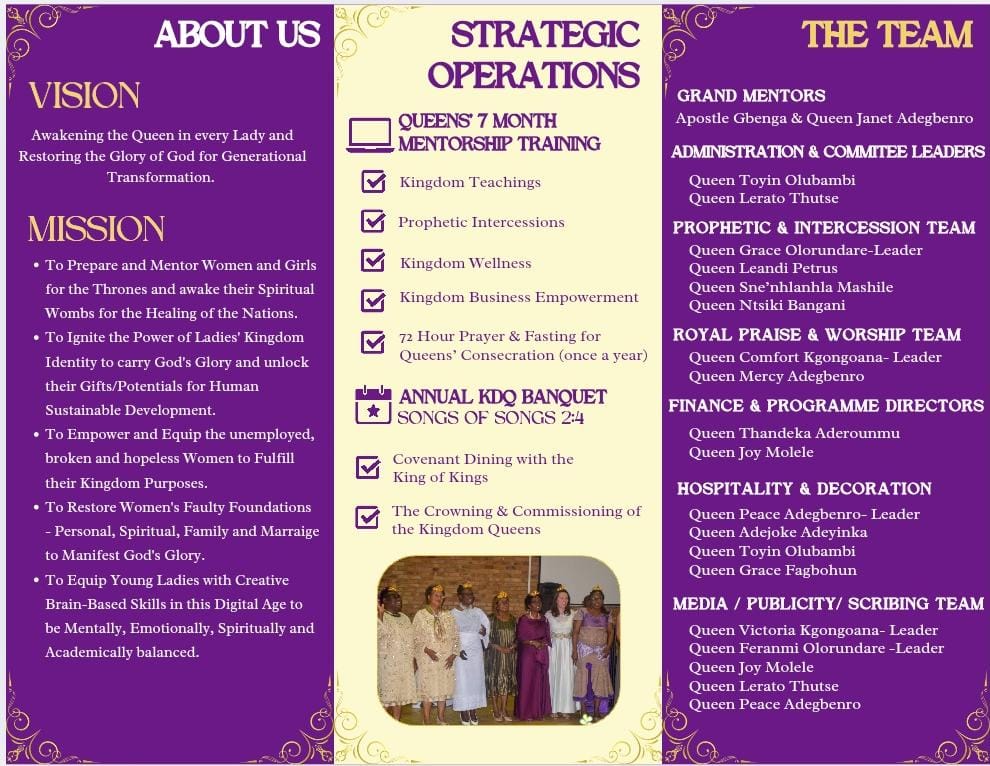 ABOUT US
VISION
Awakening the Queen in every Lady and
Restoring the Glory of God for Generational
Transformation.
MISSION
• To Prepare and Mentor Women and Girls
for the Thrones and awake their Spiritual
Wombs for the Healing of the Nations.
• To Ignite the Power of Ladies' Kingdom
Identity to carry God's Glory and unlock
their Gifts/Potentials for Human
Sustainable Development.
• To Empower and Equip the unemployed,
broken and hopeless Women to Fulfill
their Kingdom Purposes.
• To Restore Women's Faulty Foundations
- Personal, Spiritual, Family and Marraige
to Manifest God's Glory.
• To Equip Young Ladies with Creative
Brain-Based Skills in this Digital Age to
be Mentally, Emotionally, Spiritually and
Academically balanced.
STRATEGIC
OPERATIONS
QUEENS' 7 MONTH
MENTORSHIP TRAINING
Kingdom Teachings
Prophetic Intercessions
Kingdom Wellness
Kingdom Business Empowerment
72 Hour Prayer & Fasting for
Queens' Consecration (once a year)
ANNUAL KDQ BANQUET
SONGS OF SONGS 2:4
Covenant Dining with the
King of Kings
The Crowning & Commissioning of
the Kingdom Queens
THE TEAM
GRAND MENTORS
Apostle Gbenga & Queen Janet Adegbenro
ADMINISTRATION & COMMITEE LEADERS
Queen Toyin Olubambi
Queen Lerato Thutse
PROPHETIC & INTERCESSION TEAM
Queen Grace Olorundare-Leader
Queen Leandi Petrus
Queen Sne'nhlanhla Mashile
Queen Ntsiki Bangani
ROYAL PRAISE & WORSHIP TEAM
Queen Comfort Kgongoana- Leader
Queen Mercy Adegbenro
FINANCE & PROGRAMME DIRECTORS
Queen Thandeka Aderounmu
Queen Joy Molele
HOSPITALITY & DECORATION
Queen Peace Adegbenro- Leader
Queen Adejoke Adeyinka
Queen Toyin Olubambi
Queen Grace Fagbohun
MEDIA / PUBLICITY/ SCRIBING TEAM
Queen Victoria Kgongoana- Leader
Queen Feranmi Olorundare -Leader
Queen Joy Molele
Queen Lerato Thutse
Queen Peace Adegbenro